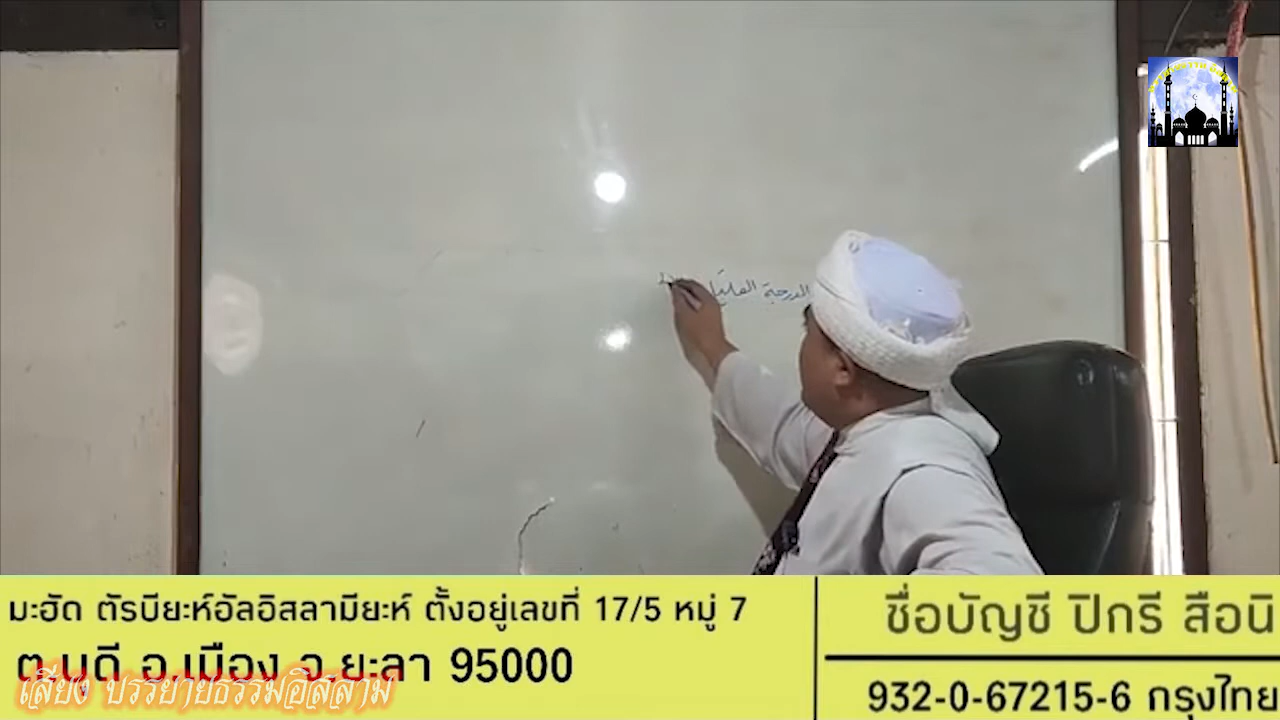 الدرجة العليا
มะฮัด ตัรบียะห์อัลอิสลามียะห์ ตั้งอยู่เลขที่ 17/5 หมู่ 7
ต.บุดี อ.เมือง จ.ยะลา 95000
เสียง บรรยายธรรมอิสลาม
ชื่อบัญชี ปิกรี สือนิ
932-0-67215-6 กรุงไทย